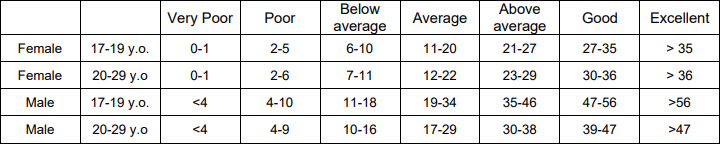 Very Poor Poor Below average Average Above average Good Excellent
Female 17-19 y.o. 0-1 2-5 6-10 11-20 21-27 27-35 > 35
Female 20-29 y.o 0-1 2-6 7-11 12-22 23-29 30-36 > 36
Male 17-19 y.o. <4 4-10 11-18 19-34 35-46 47-56 >56
Male 20-29 y.o <4 4-9 10-16 17-29 30-38 39-47 >47